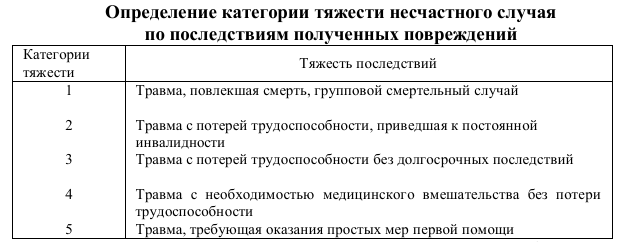 Определение категории тяжести несчастного случая
по последствиям полученных повреждений
Категории
тяжести
Тяжесть последствий
1 Травма, повлекшая смерть, групповой смертельный случай
2 Травма с потерей трудоспособности, приведшая к постоянной
инвалидности
3 Травма с потерей трудоспособности без долгосрочных последствий
4 Травма с необходимостью медицинского вмешательства без потери
трудоспособности
5 Травма, требующая оказания простых мер первой помощи